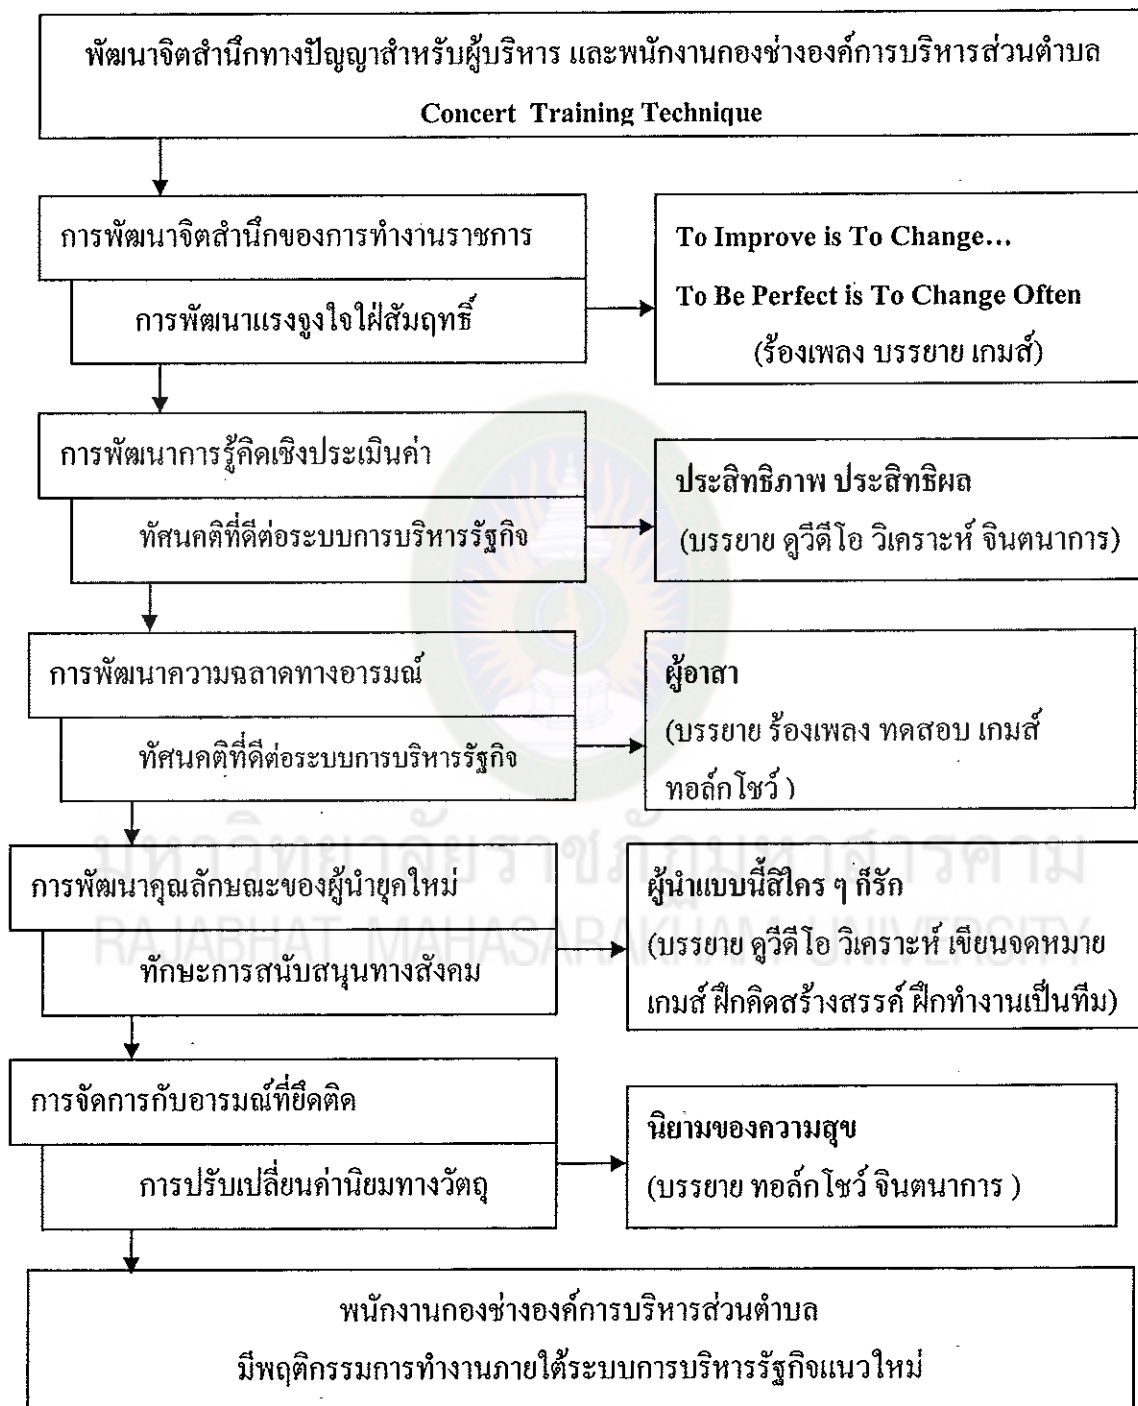 พัฒนาจิตสำนึกทางปัญญาสำหรับผู้บริหาร และพนักงานกองช่างองค์การบริหารส่วนตำบล
Concert Training Technique
การพัฒนาจิตสำนึกของการทำงานราชการ
การพัฒนาแรงจูงใจใฝ่สัมฤทธิ์
To Improve is To Change...
To Be Perfect is To Change Often
(ร้องเพลง บรรยาย เกมส์)
การพัฒนาการรู้คิดเชิงประเมินค่า
ทัศนคติที่ดีต่อระบบการบริหารรัฐกิจ
ประสิทธิภาพ ประสิทธิผล
(บรรยาย ดูวีดีโอ วิเคราะห์ จินตนาการ)
การพัฒนาความฉลาดทางอารมณ์
ทัศนคติที่ดีต่อระบบการบริหารรัฐกิจ
ผู้อาสา
(บรรยาย ร้องเพลง ทดสอบ เกมส์
ทอล์กโชว์ )
มหาวิทยาลัยราชภัฏมหาสารคาม
RAJABHAT MAHASARAKHAM UNIVERSITY
การพัฒนาคุณลักษณะของผู้นำยุคใหม่
ทักษะการสนับสนุนทางสังคม
ผู้นำแบบนี้สิใคร ๆ ก็รัก
(บรรยาย ดูวีดีโอ วิเคราะห์ เขียนจดหมาย
เกมส์ ฝึกคิดสร้างสรรค์ ฝึกทำงานเป็นทีม)
การจัดการกับอารมณ์ที่ยึดติด
การปรับเปลี่ยนค่านิยมทางวัตถุ
นิยามของความสุข
(บรรยาย ทอล์กโชว์ จินตนาการ )
พนักงานกองช่างองค์การบริหารส่วนตำบล
มีพฤติกรรมการทำงานภายใต้ระบบการบริหารรัฐกิจแนวใหม่